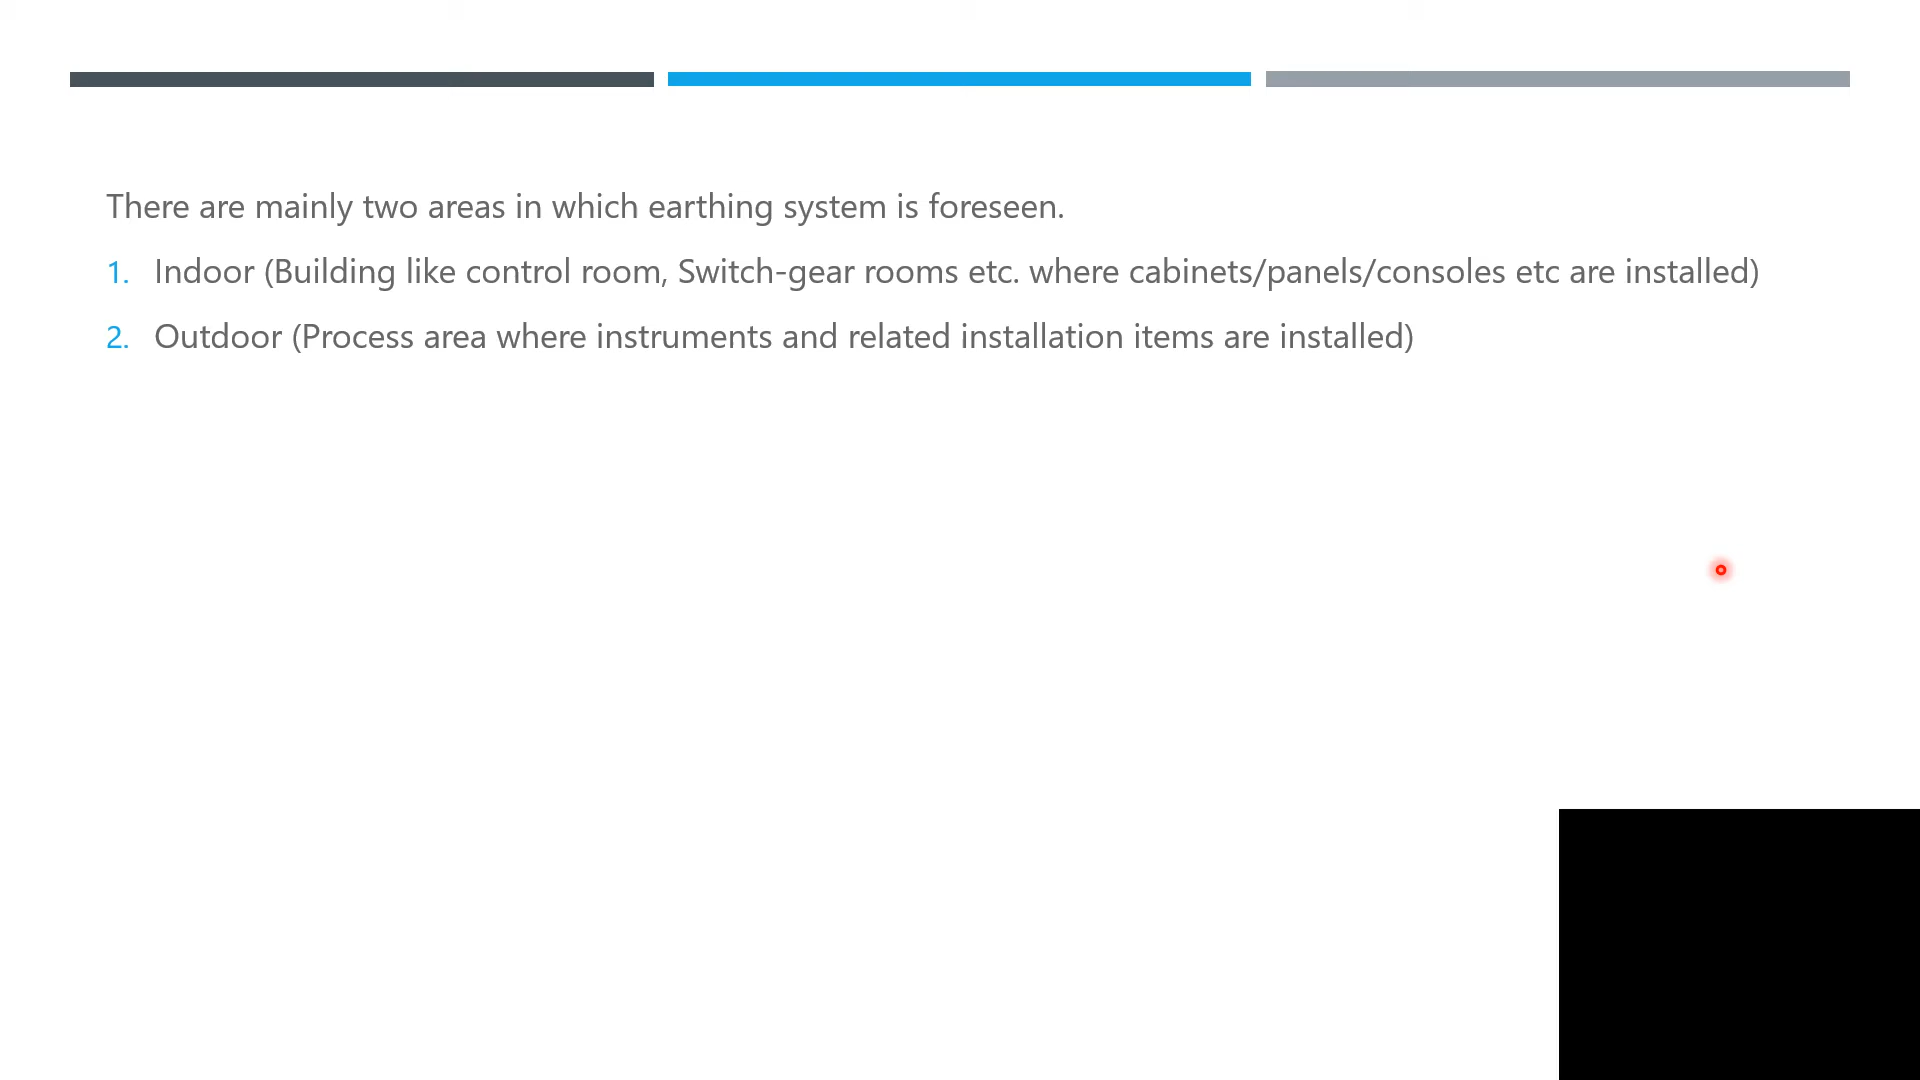 There are mainly two areas in which earthing system is foreseen.
1. Indoor (Building like control room, Switch-gear rooms etc. where cabinets/panels/consoles etc are installed)
2. Outdoor (Process area where instruments and related installation items are installed)